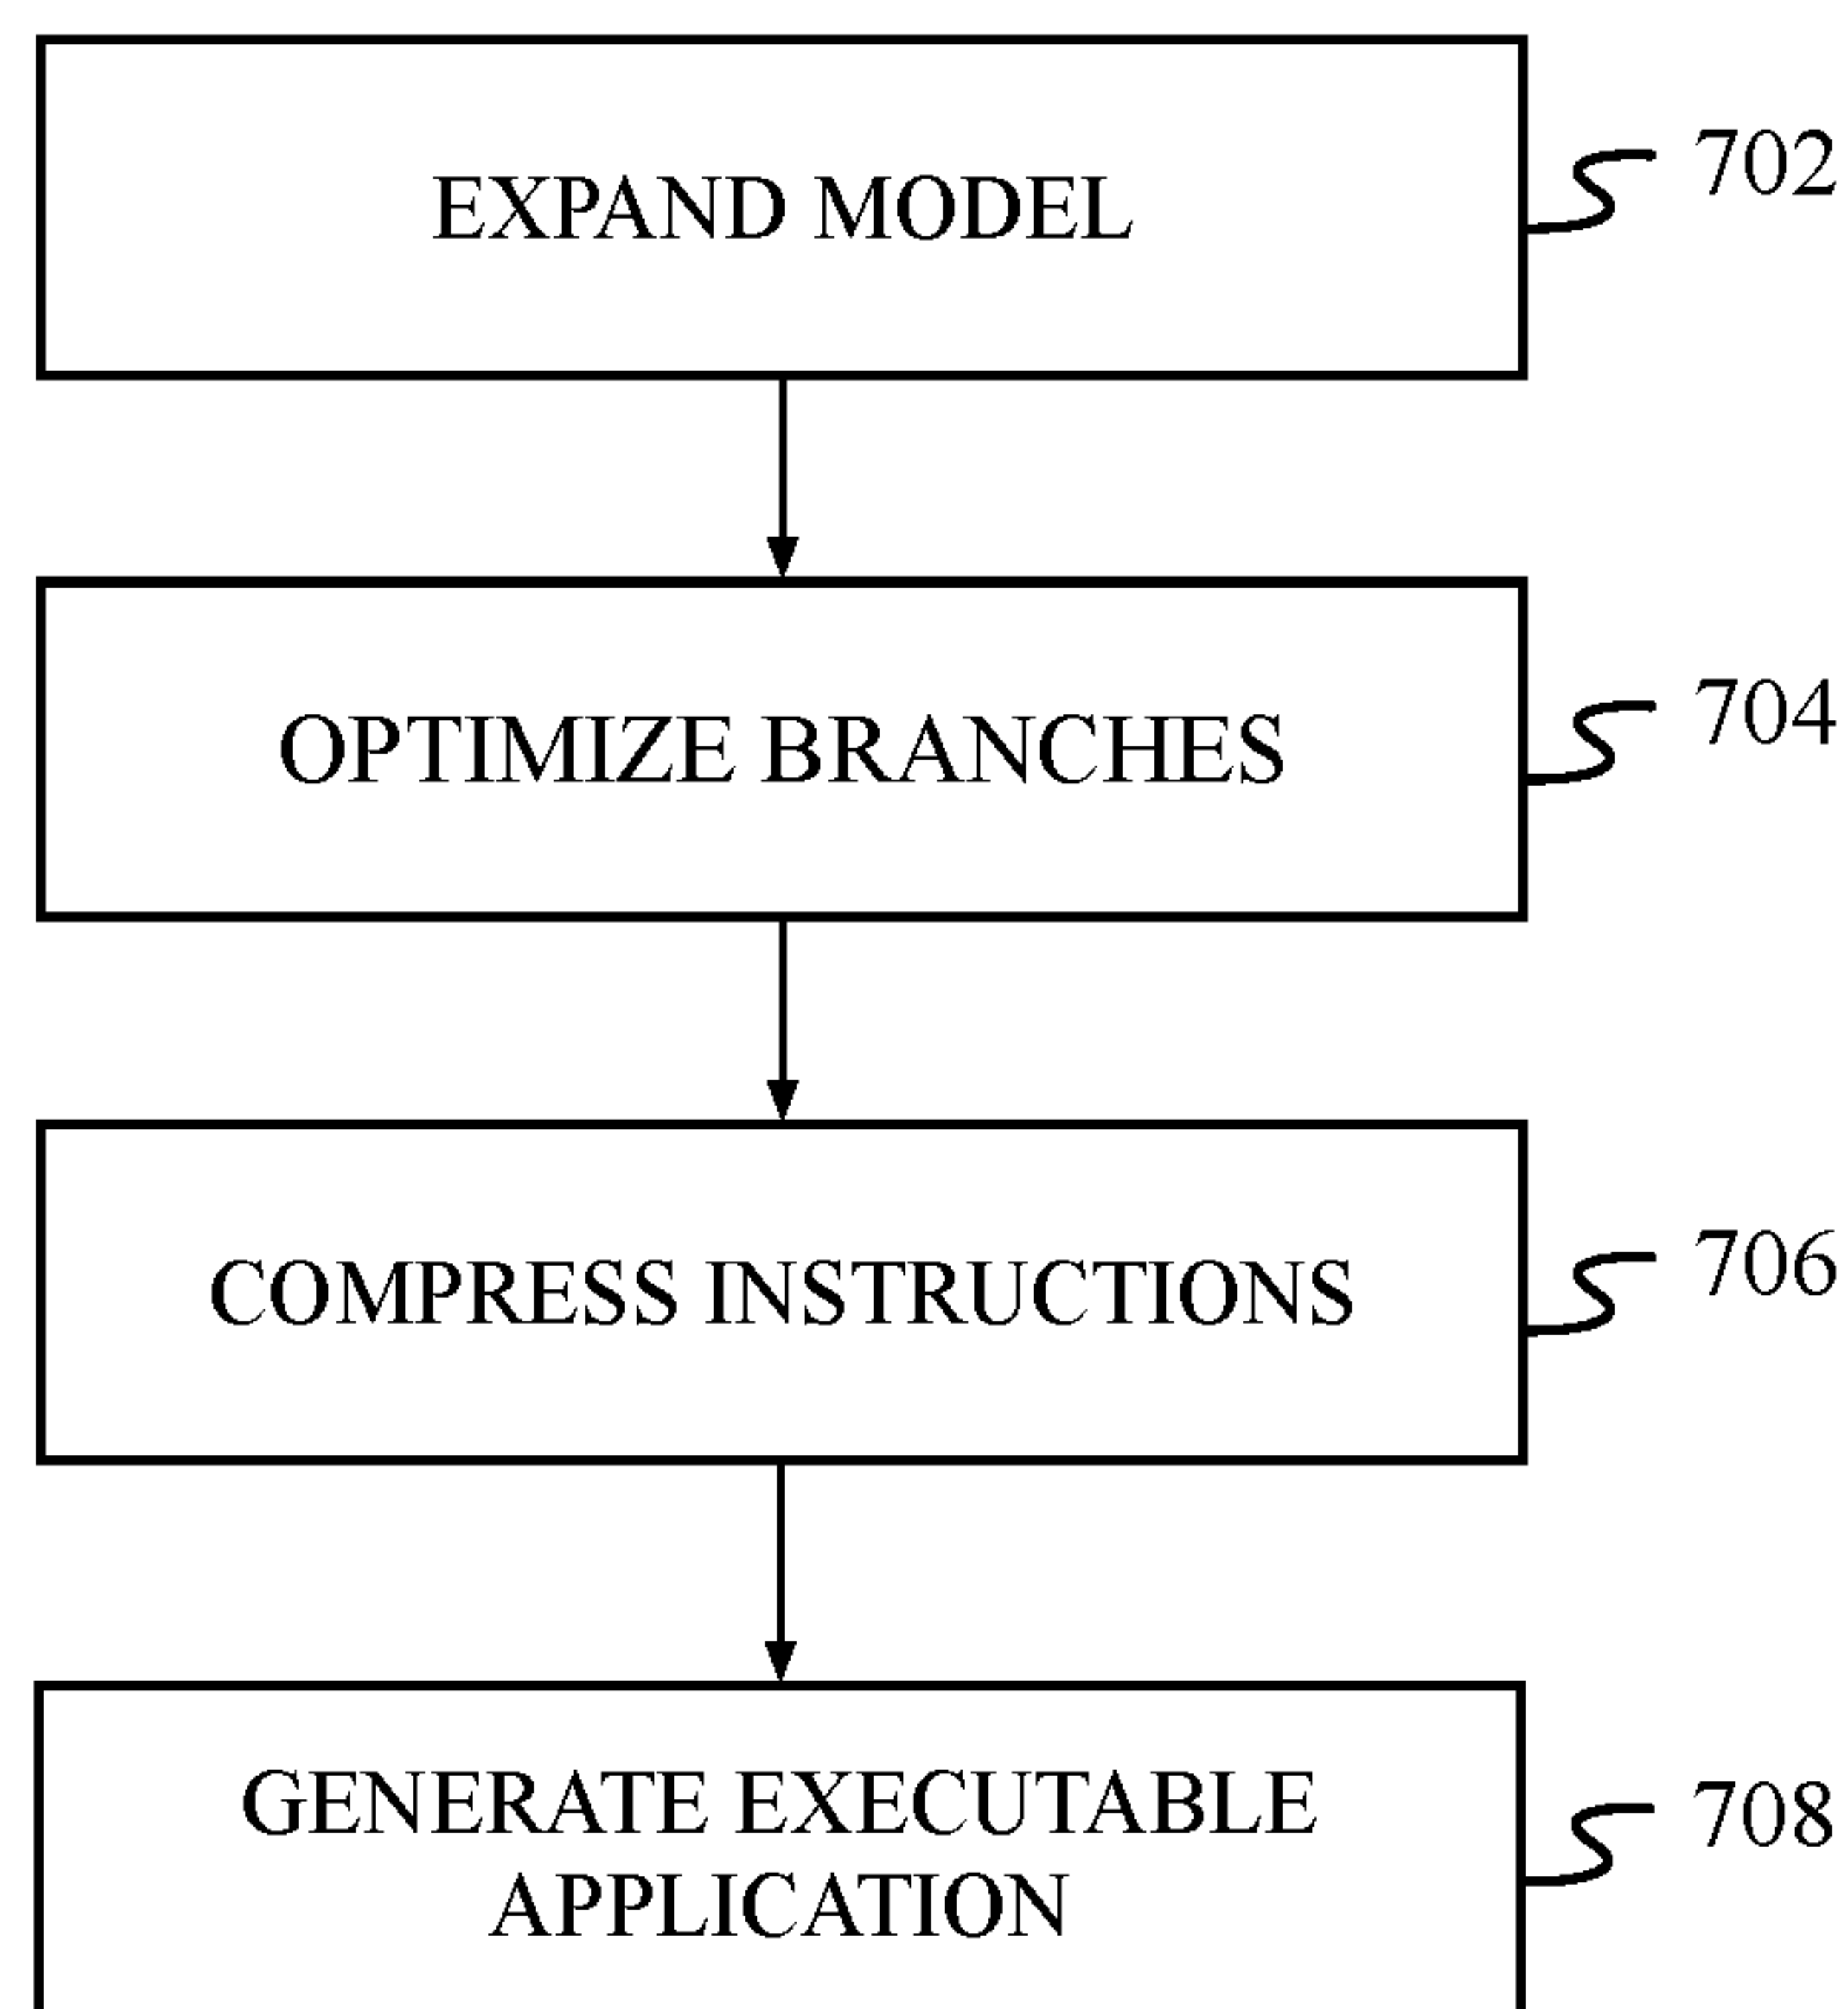 EXPAND MODEL
702
OPTIMIZE BRANCHES
704
COMPRESS INSTRUCTIONS
706
GENERATE EXECUTABLE
APPLICATION
708